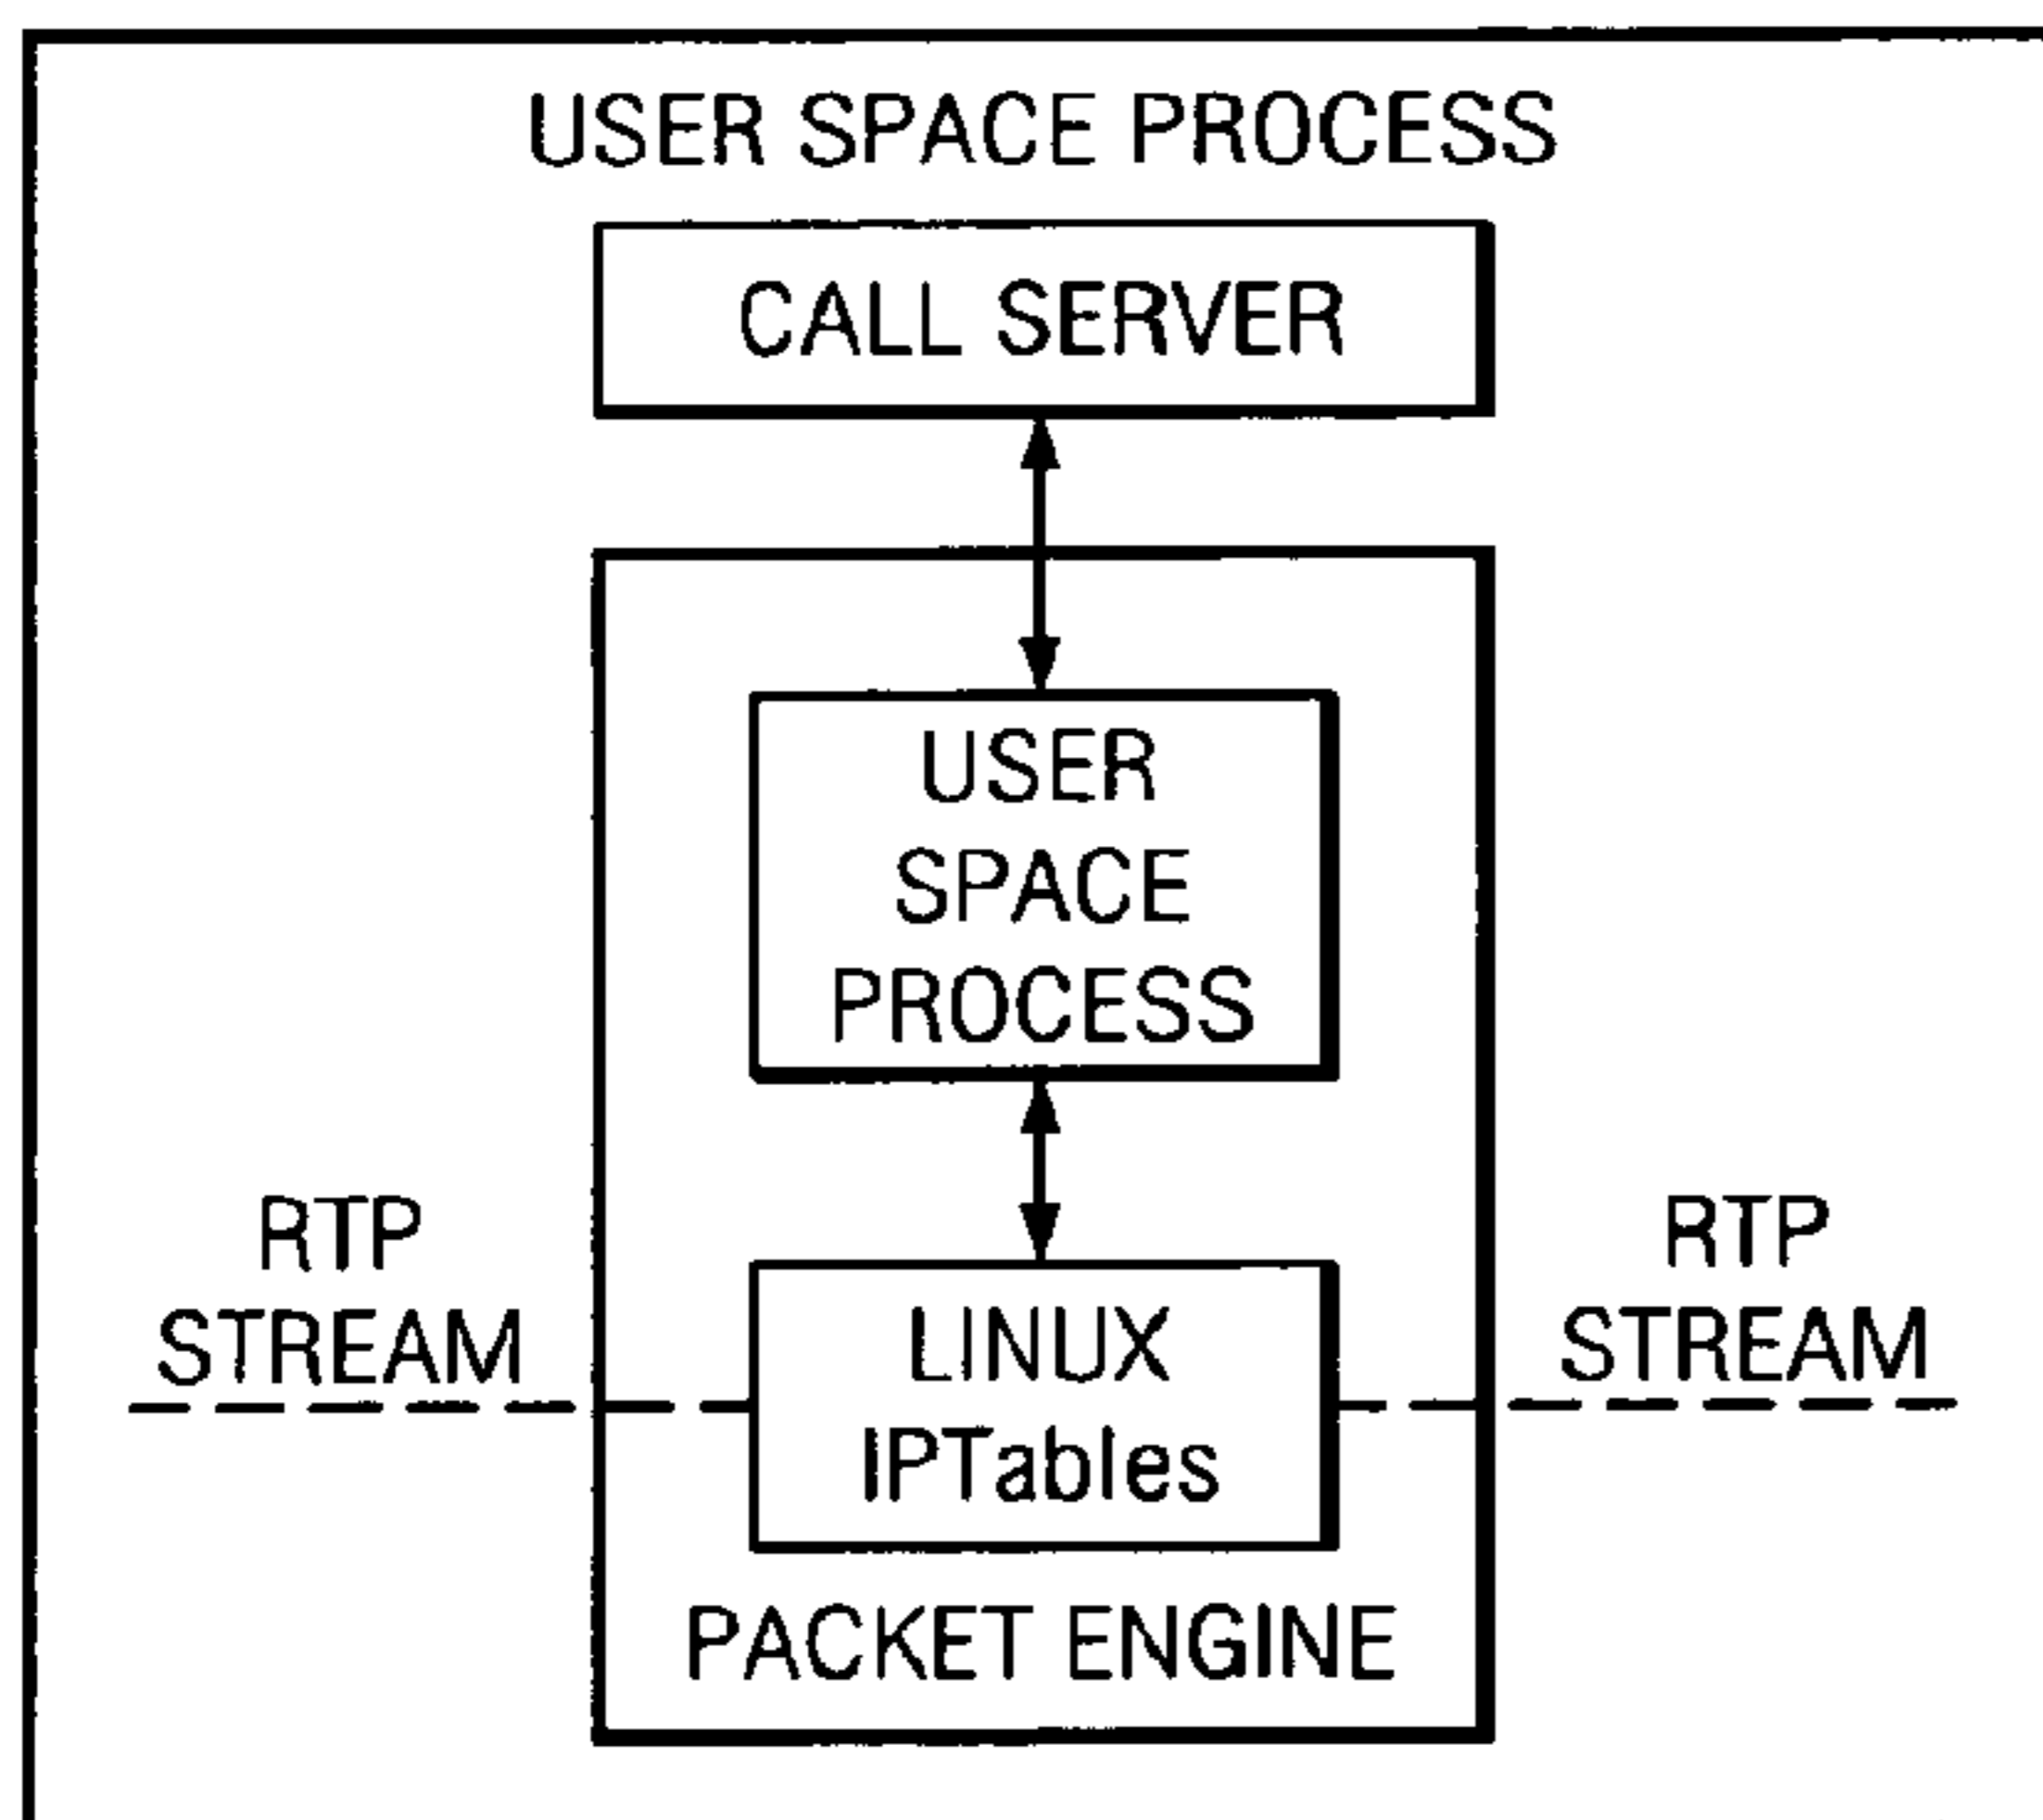 USER SPACE PROCESS
CALL SERVER
USER
SPACE
PROCESS
RTP
STREAM
LINUX
IPTables
RTP
STREAM
PACKET ENGINE